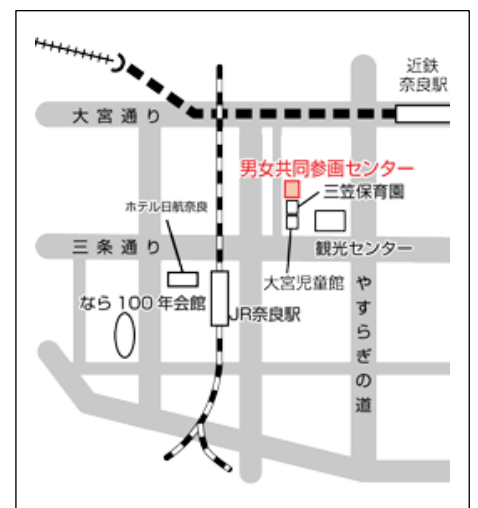 近鉄
奈良駅
大宮通り
男女共同参画センター
三笠保育園
ホテル日航奈良
三条通り
観光センター
大宮児童館
なら100年会館
JR奈良駅
やすらぎの道